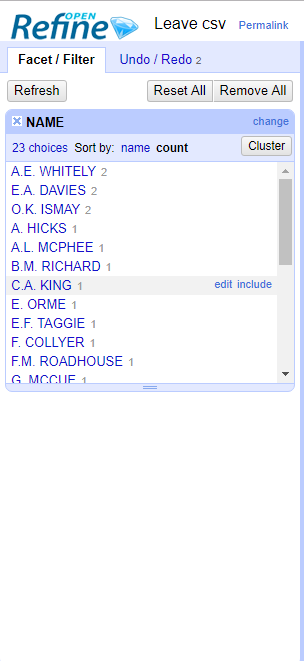 OPEN
Refine Leave csv Permalink
Facet / Filter Undo / Redo 2
Refresh Reset All Remove All
NAME change
23 choices Sort by: name count Cluster
A.E. WHITELY 2
E.A. DAVIES 2
O.K. ISMAY 2
A. HICKS 1
A.L. MCPHEE 1
B.M. RICHARD 1
C.A. KING 1 edit include
E. ORME 1
E.F. TAGGIE 1
F. COLLYER 1
F.M. ROADHOUSE 1
G. MCCUE 1